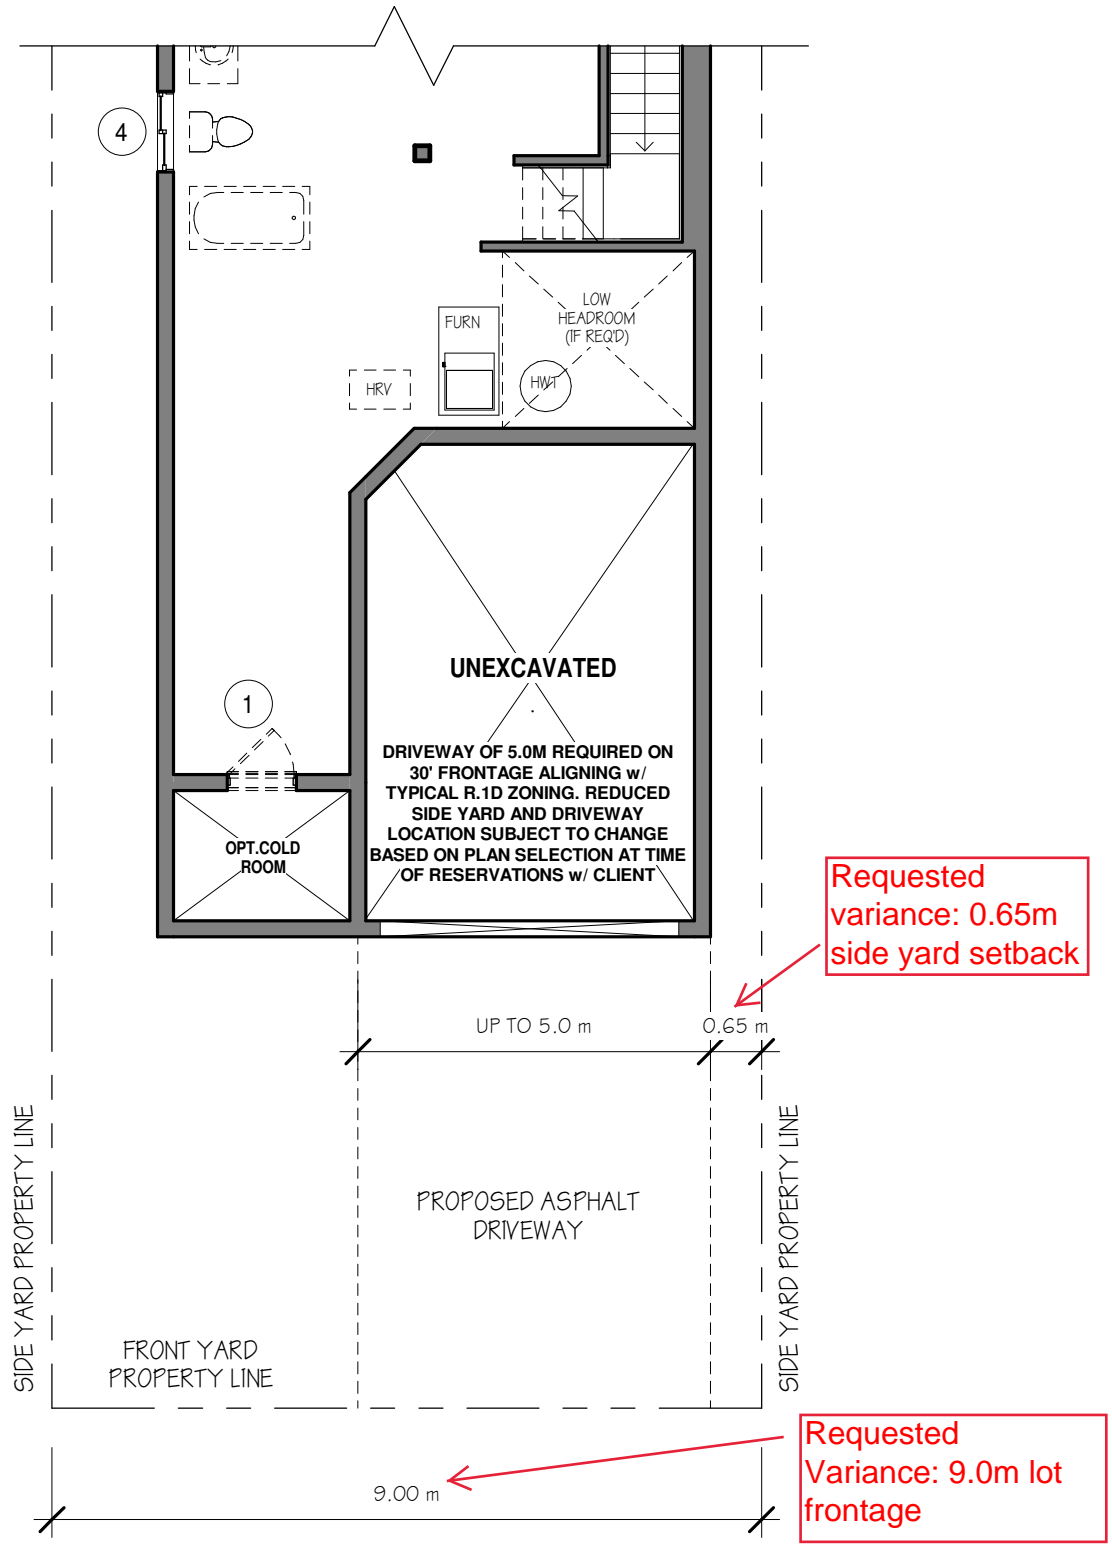 4
LOW
HEADROOM
(IF REQ'D)
FURN
HWT
HRV
UNEXCAVATED
1
DRIVEWAY OF 5.0M REQUIRED ON
30' FRONTAGE ALIGNING w/
TYPICAL R.1D ZONING. REDUCED
SIDE YARD AND DRIVEWAY
LOCATION SUBJECT TO CHANGE
BASED ON PLAN SELECTION AT TIME
OF RESERVATIONS w/ CLIENT
OPT.COLD
ROOM
Requested
variance: 0.65m
side yard setback
UP TO 5.0 m
0.65 m
SIDE YARD PROPERTY LINE
SIDE YARD PROPERTY LINE
PROPOSED ASPHALT
DRIVEWAY
FRONT YARD
PROPERTY LINE
Requested
Variance: 9.0m lot
frontage
9.00 m